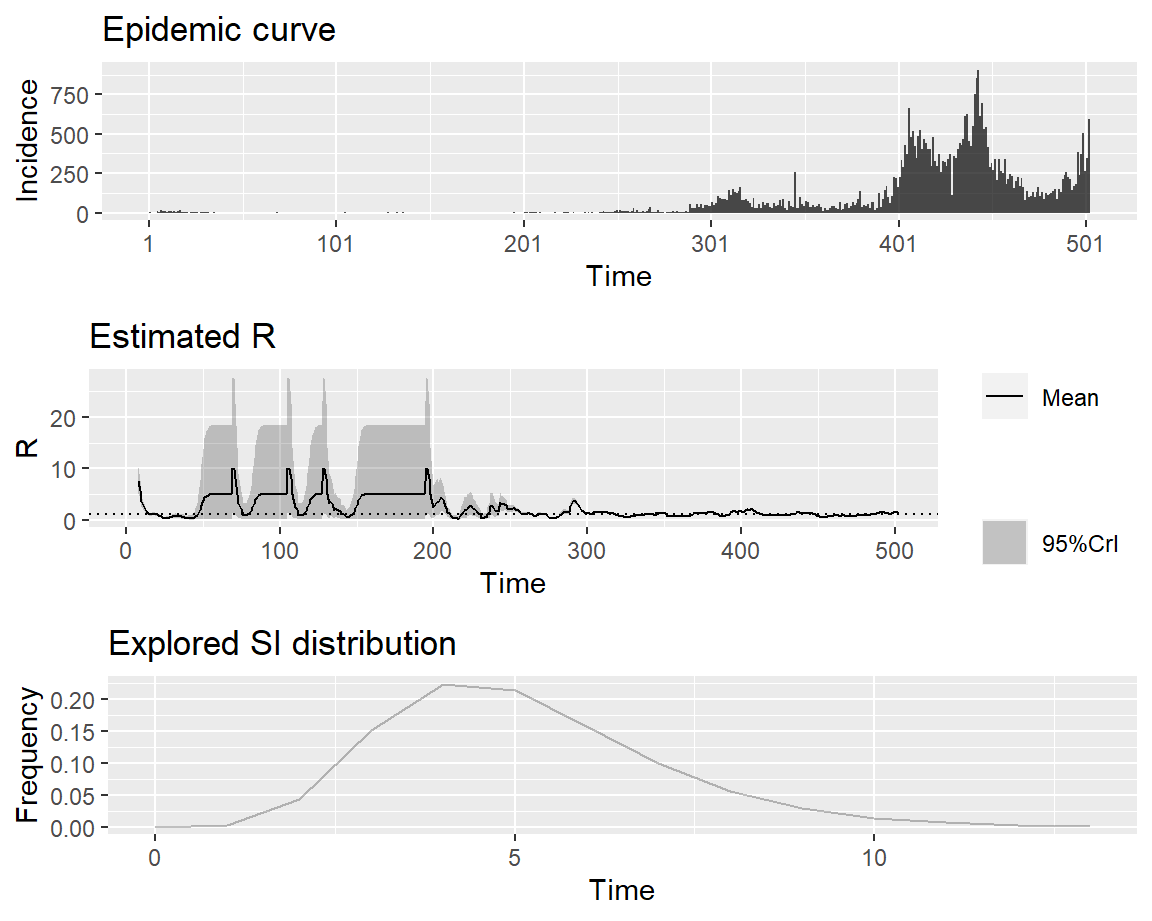 Epidemic curve
Incidence
750
500
250
0
1 101 201 301 401 501
Time
Estimated R
R
20
10
0
0 100 200 300 400 500
Time
Mean
95%CrI
Explored SI distribution
Frequency
0.20
0.15
0.10
0.05
0.00
0 5 10
Time